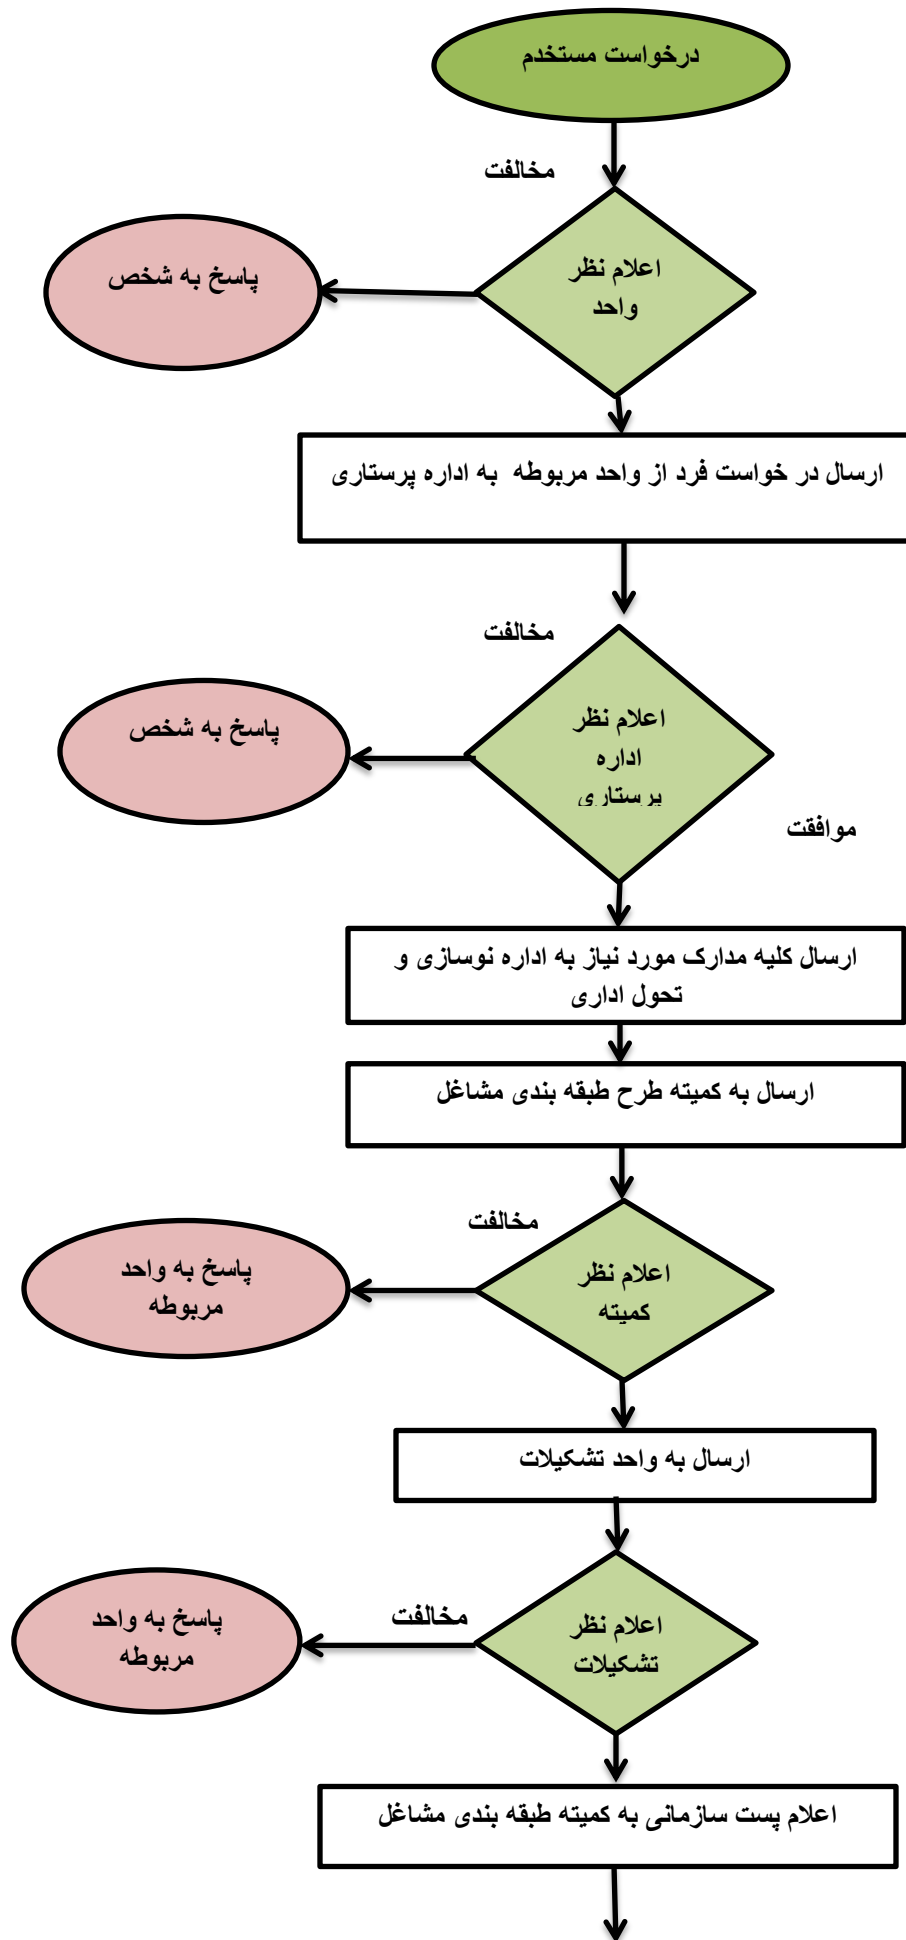 درخواست مستخدم
مخالفت
اعلام نظر
واحد
پاسخ به شخص
ارسال در خواست فرد از واحد مربوطه به اداره پرستاری
مخالفت
اعلام نظر
اداره
پرستاری
پاسخ به شخص
موافقت
ارسال کلیه مدارک مورد نیاز به اداره نوسازی و
تحول اداری
ارسال به کمیته طرح طبقه بندی مشاغل
مخالفت
اعلام نظر
کمیته
پاسخ به واحد
مربوطه
ارسال به واحد تشکیلات
مخالفت
اعلام نظر
تشکیلات
پاسخ به واحد
مربوطه
اعلام پست سازمانی به کمیته طبقه بندی مشاغل